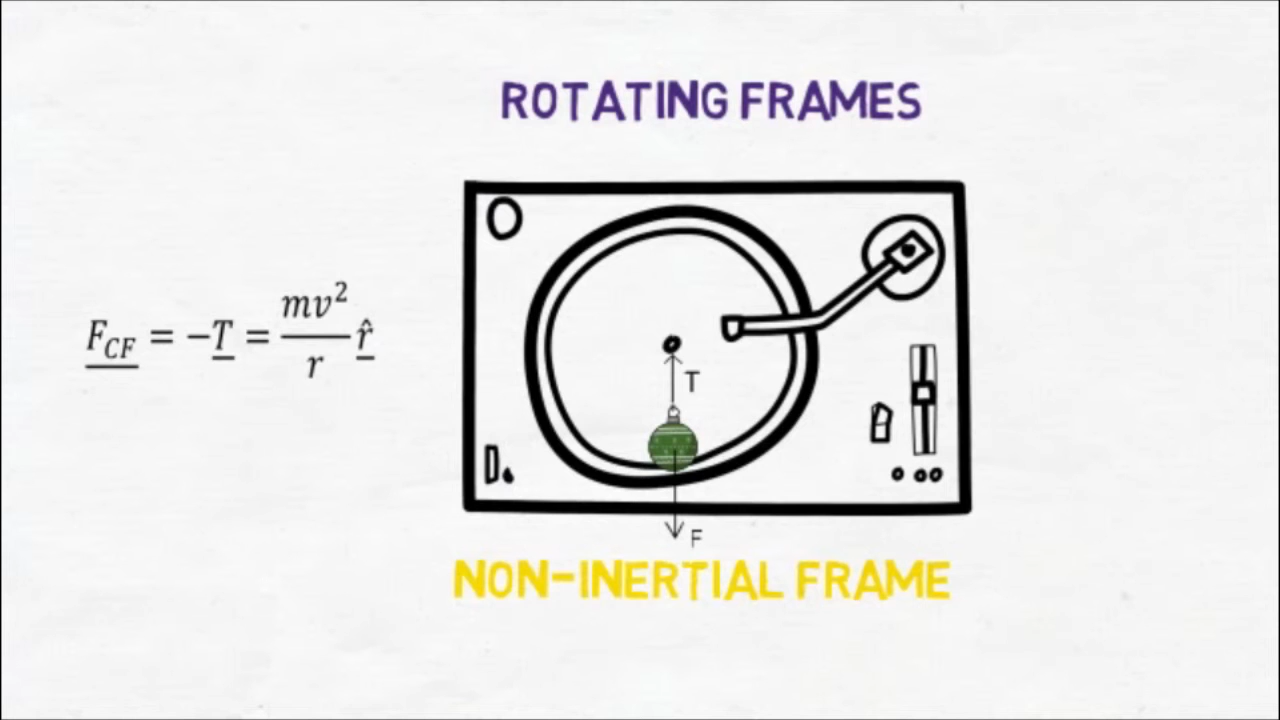 ROTATING FRAMES
F_CF = −T = mv²/r r̂
T
F
NON-INERTIAL FRAME